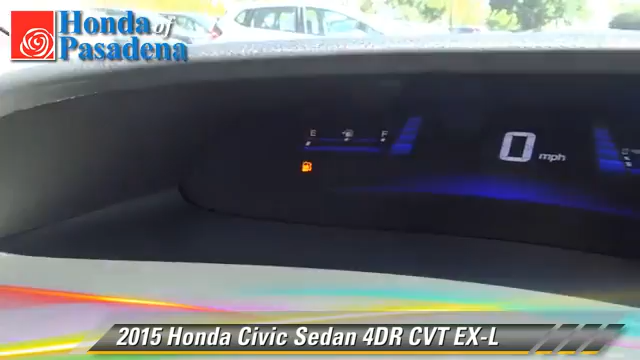 Honda of
Pasadena
E F
0 mph
2015 Honda Civic Sedan 4DR CVT EX-L